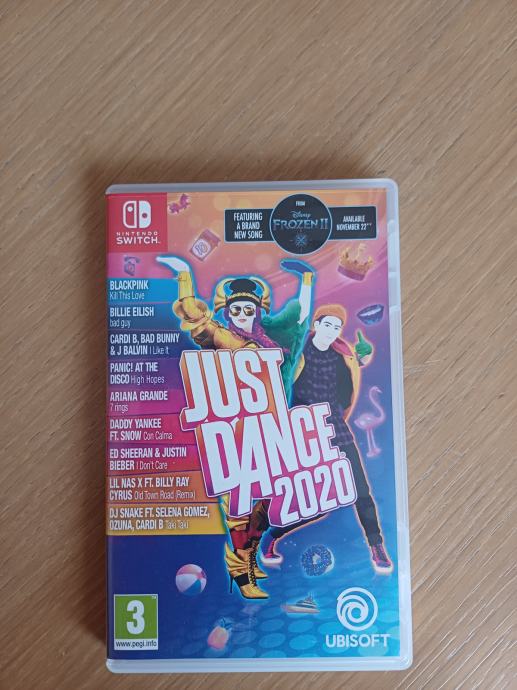 NINTENDO
SWITCH™
FEATURING
A BRAND
NEW SONG
FROM
Disney
FROZEN II
AVAILABLE
NOVEMBER 22
BLACKPINK
Kill This Love
BILLIE EILISH
bad guy
CARDI B, BAD BUNNY
& J BALVIN I Like It
PANIC! AT THE
DISCO High Hopes
ARIANA GRANDE
7 rings
DADDY YANKEE
FT. SNOW Con Calma
ED SHEERAN & JUSTIN
BIEBER I Don't Care
LIL NAS X FT. BILLY RAY
CYRUS Old Town Road (Remix)
DJ SNAKE FT. SELENA GOMEZ,
OZUNA, CARDI B Taki Taki
JUST
DANCE
2020
3
www.pegi.info
UBISOFT